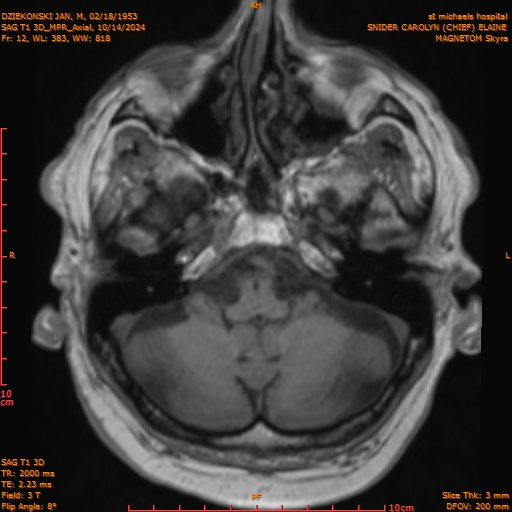 DZIEKONSKI JAN, M, 02/18/1953
SAG T1 3D_MPR_Axial, 10/14/2024
Fr: 12, WL: 383, WW: 818
AH
st michaels hospital
SNIDER CAROLYN (CHIEF) ELAINE
MAGNETOM Skyra
R
L
10
cm
SAG T1 3D
TR: 2000 ms
TE: 2.23 ms
Field: 3 T
Flip Angle: 8°
PF
10cm
Slice Thk: 3 mm
DFOV: 200 mm